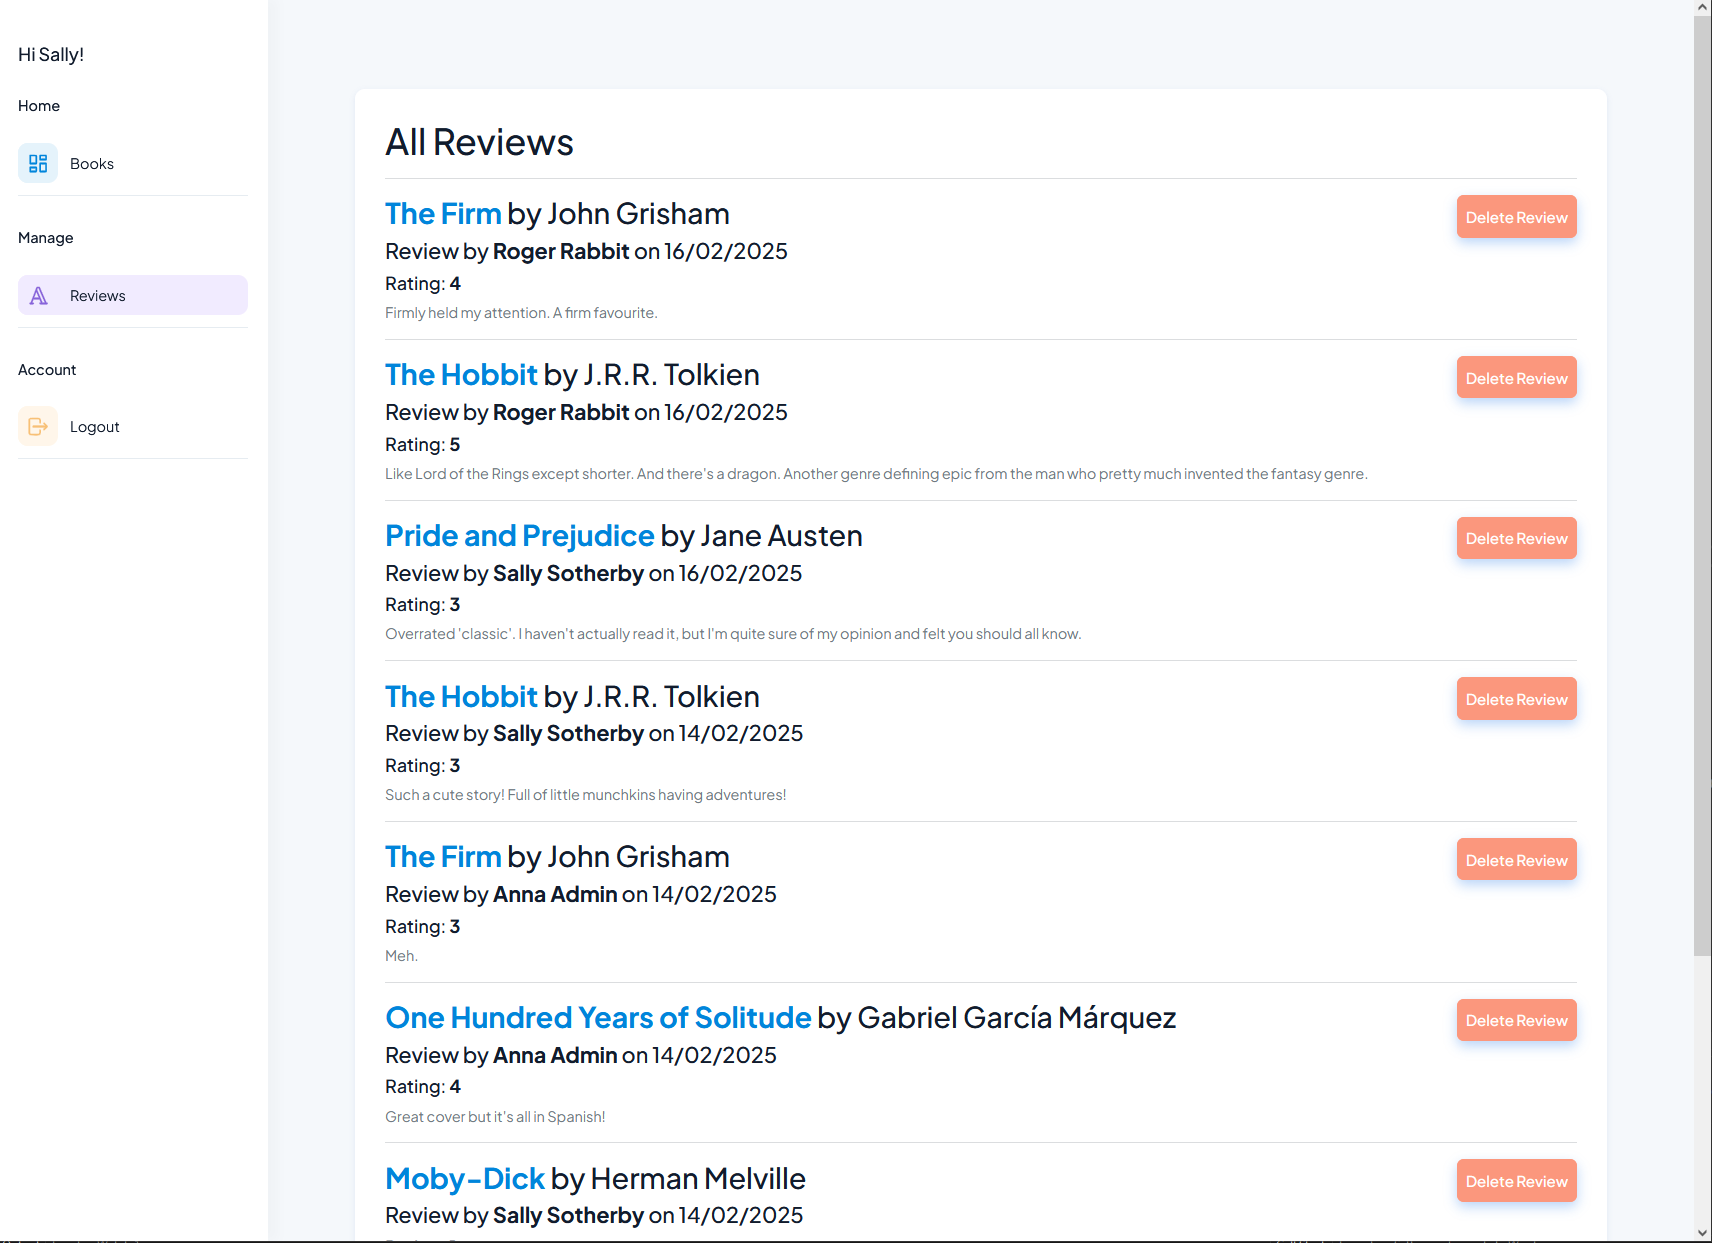 Hi Sally!
Home
Books
Manage
Reviews
Account
Logout
All Reviews
The Firm by John Grisham
Delete Review
Review by Roger Rabbit on 16/02/2025
Rating: 4
Firmly held my attention. A firm favourite.
The Hobbit by J.R.R. Tolkien
Delete Review
Review by Roger Rabbit on 16/02/2025
Rating: 5
Like Lord of the Rings except shorter. And there's a dragon. Another genre defining epic from the man who pretty much invented the fantasy genre.
Pride and Prejudice by Jane Austen
Delete Review
Review by Sally Sotherby on 16/02/2025
Rating: 3
Overrated 'classic'. I haven't actually read it, but I'm quite sure of my opinion and felt you should all know.
The Hobbit by J.R.R. Tolkien
Delete Review
Review by Sally Sotherby on 14/02/2025
Rating: 3
Such a cute story! Full of little munchkins having adventures!
The Firm by John Grisham
Delete Review
Review by Anna Admin on 14/02/2025
Rating: 3
Meh.
One Hundred Years of Solitude by Gabriel García Márquez
Delete Review
Review by Anna Admin on 14/02/2025
Rating: 4
Great cover but it's all in Spanish!
Moby-Dick by Herman Melville
Delete Review
Review by Sally Sotherby on 14/02/2025